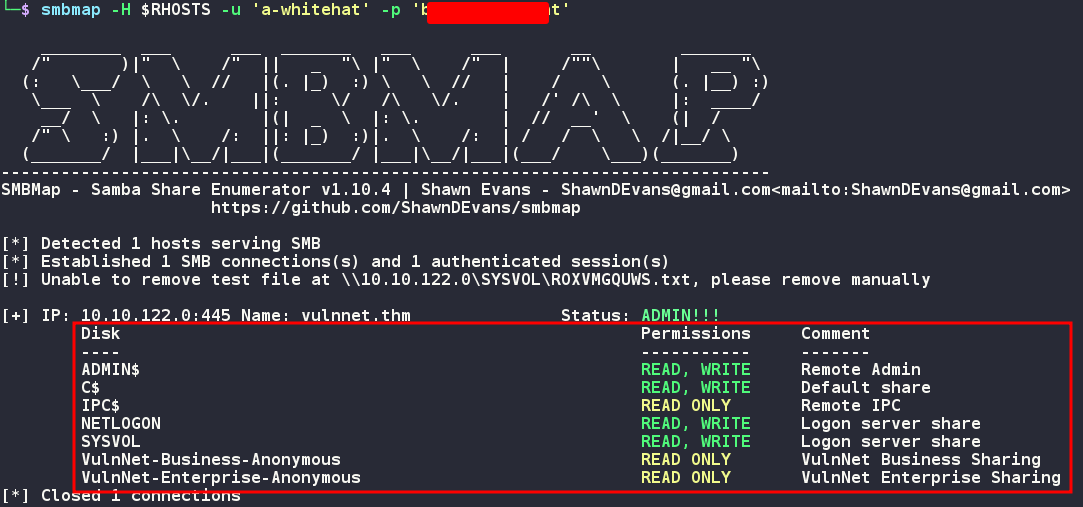 └─$ smbmap -H $RHOSTS -u 'a-whitehat' -p 'b t'
SMBMAP
-----------------------------------------------------------------------------
SMBMap - Samba Share Enumerator v1.10.4 | Shawn Evans - ShawnDEvans@gmail.com<mailto:ShawnDEvans@gmail.com>
https://github.com/ShawnDEvans/smbmap
[*] Detected 1 hosts serving SMB
[*] Established 1 SMB connections(s) and 1 authenticated session(s)
[!] Unable to remove test file at \\10.10.122.0\SYSVOL\ROXVMGQUWS.txt, please remove manually
[+] IP: 10.10.122.0:445 Name: vulnnet.thm Status: ADMIN!!!
Disk Permissions Comment
---- ----------- -------
ADMIN$ READ, WRITE Remote Admin
C$ READ, WRITE Default share
IPC$ READ ONLY Remote IPC
NETLOGON READ, WRITE Logon server share
SYSVOL READ, WRITE Logon server share
VulnNet-Business-Anonymous READ ONLY VulnNet Business Sharing
VulnNet-Enterprise-Anonymous READ ONLY VulnNet Enterprise Sharing
[*] Closed 1 connections